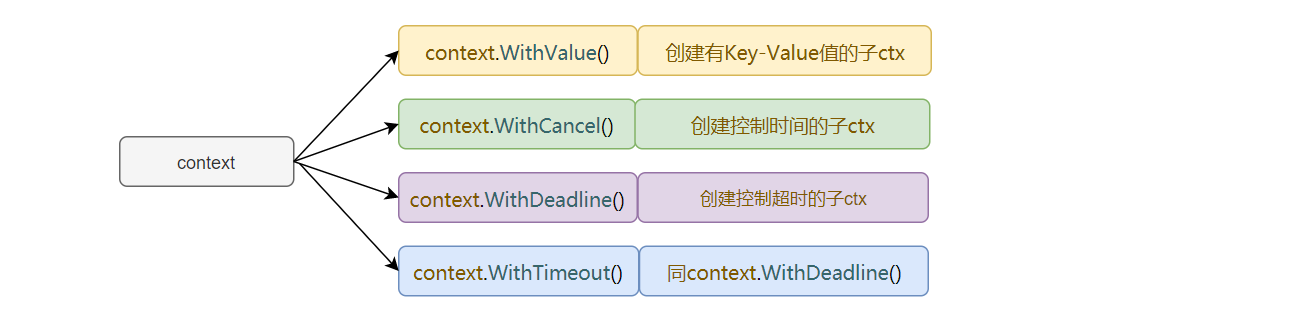 context
context.WithValue()
创建有Key-Value值的子ctx
context.WithCancel()
创建控制时间的子ctx
context.WithDeadline()
创建控制超时的子ctx
context.WithTimeout()
同context.WithDeadline()